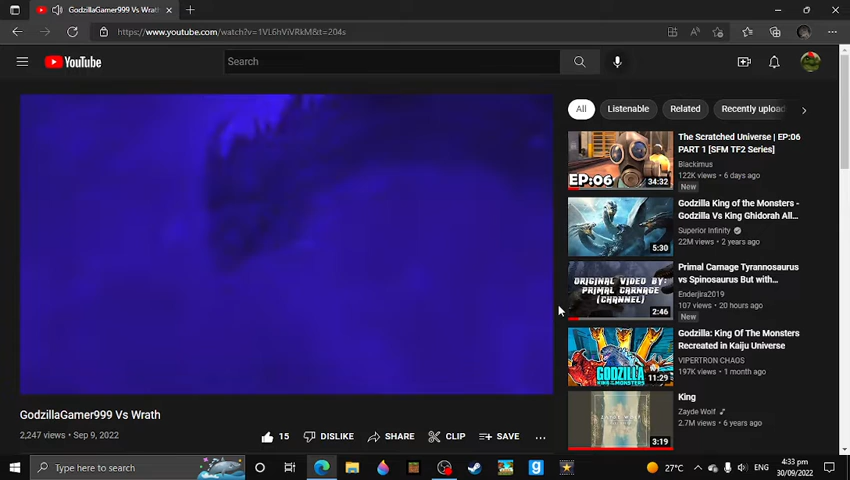 GodzillaGamer999 Vs Wrath
https://www.youtube.com/watch?v=1VL6hViVRkM&t=204s
YouTube
Search
All
Listenable
Related
Recently upload
EP:06
34:32
The Scratched Universe | EP:06
PART 1 [SFM TF2 Series]
Blackimus
122K views • 6 days ago
New
5:30
Godzilla King of the Monsters -
Godzilla Vs King Ghidorah All...
Superior Infinity
22M views • 2 years ago
ORIGINAL VIDEO BY:
PRIMAL CARNAGE
(CHANNEL)
2:46
Primal Carnage Tyrannosaurus
vs Spinosaurus But with...
Enderjira2019
107 views • 20 hours ago
New
GODZILLA
KING OF THE MONSTERS
11:29
Godzilla: King Of The Monsters
Recreated in Kaiju Universe
VIPERTRON CHAOS
197K views • 1 month ago
3:19
King
Zayde Wolf
2.7M views • 6 years ago
GodzillaGamer999 Vs Wrath
2,247 views • Sep 9, 2022
15
DISLIKE
SHARE
CLIP
SAVE
Type here to search
27°C
ENG
4:33 pm
30/09/2022